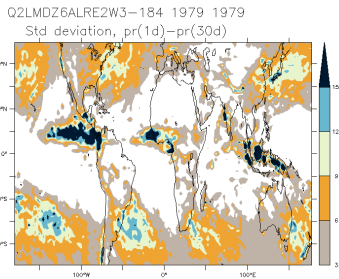 Q2LMDZ6ALRE2W3-184 1979 1979
Std deviation, pr(1d)-pr(30d)
°N
°N
0°
°S
°S
100°W 0° 100°E
15
12
9
6
3